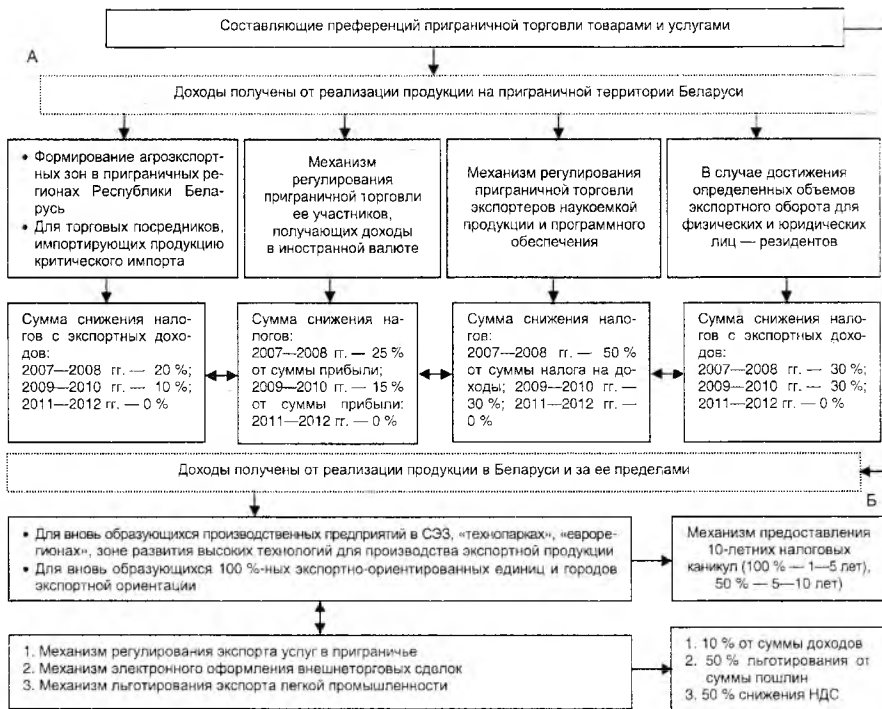 Составляющие преференций приграничной торговли товарами и услугами
А
Доходы получены от реализации продукции на приграничной территории Беларуси
• Формирование агроэкспорт-
ных зон в приграничных ре-
гионах Республики Бела-
русь
• Для торговых посредников,
импортирующих продукцию
критического импорта
Механизм
регулирования
приграничной торговли
ее участников,
получающих доходы
в иностранной валюте
Механизм регулирования
приграничной торговли
экспортеров наукоемкой
продукции и программного
обеспечения
В случае достижения
определенных объемов
экспортного оборота для
физических и юридических
лиц — резидентов
Сумма снижения нало-
гов с экспортных дохо-
дов:
2007—2008 гг. — 20 %;
2009—2010 гг. — 10 %;
2011—2012 гг. — 0 %
Сумма снижения на-
логов:
2007—2008 гг. — 25 %
от суммы прибыли;
2009—2010 гг. — 15 %
от суммы прибыли:
2011—2012 гг. — 0 %
Сумма снижения нало-
гов:
2007—2008 гг. — 50 %
от суммы налога на до-
ходы; 2009—2010 гг. —
30 %; 2011—2012 гг. —
0 %
Сумма снижения нало-
гов с экспортных дохо-
дов:
2007—2008 гг. — 30 %;
2009—2010 гг. — 30 %;
2011—2012 гг. — 0 %
Доходы получены от реализации продукции в Беларуси и за ее пределами
Б
• Для вновь образующихся производственных предприятий в СЭЗ, «технопарках», «евроре-
гионах», зоне развития высоких технологий для производства экспортной продукции
• Для вновь образующихся 100 %-ных экспортно-ориентированных единиц и городов
экспортной ориентации
Механизм предоставления
10-летних налоговых
каникул (100 % — 1—5 лет),
50 % — 5—10 лет)
1. Механизм регулирования экспорта услуг в приграничье
2. Механизм электронного оформления внешнеторговых сделок
3. Механизм льготирования экспорта легкой промышленности
1. 10 % от суммы доходов
2. 50 % льготирования от
суммы пошлин
3. 50 % снижения НДС